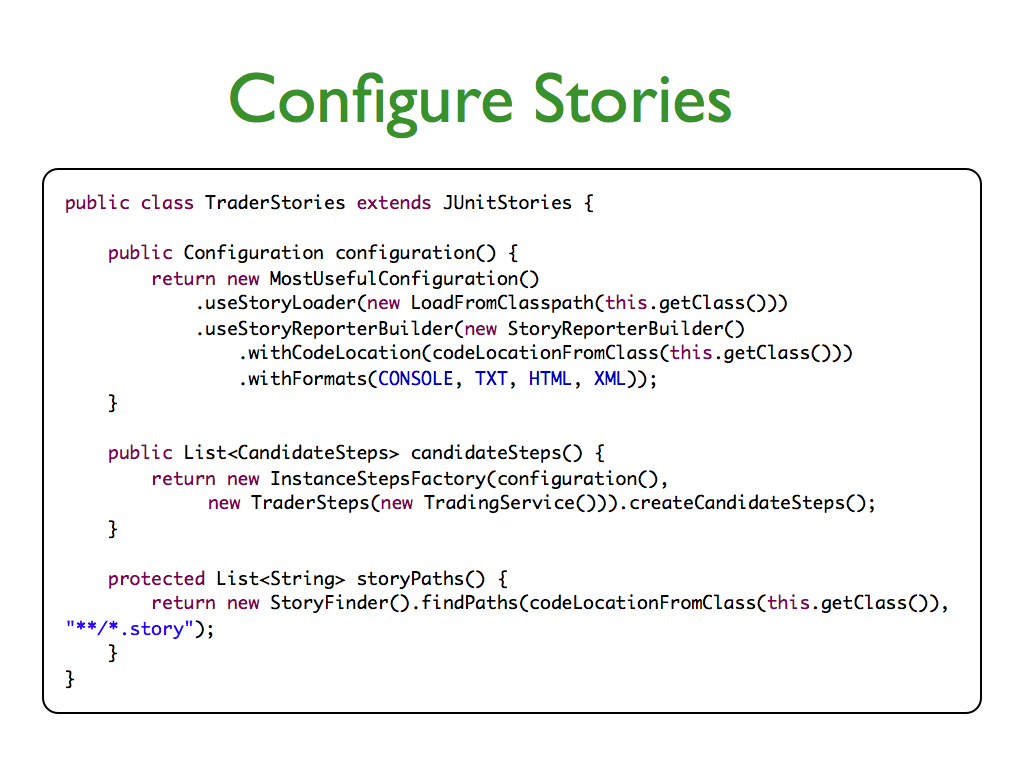 Configure Stories
public class TraderStories extends JUnitStories {
public Configuration configuration() {
return new MostUsefulConfiguration()
.useStoryLoader(new LoadFromClasspath(this.getClass()))
.useStoryReporterBuilder(new StoryReporterBuilder()
.withCodeLocation(codeLocationFromClass(this.getClass()))
.withFormats(CONSOLE, TXT, HTML, XML));
}
public List<CandidateSteps> candidateSteps() {
return new InstanceStepsFactory(configuration(),
new TraderSteps(new TradingService())).createCandidateSteps();
}
protected List<String> storyPaths() {
return new StoryFinder().findPaths(codeLocationFromClass(this.getClass()),
"**/*.story");
}
}